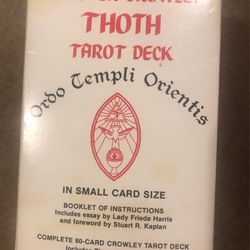 CROWLEY
THOTH
TAROT DECK
Ordo Templi Orientis
IN SMALL CARD SIZE
BOOKLET OF INSTRUCTIONS
Includes essay by Lady Frieda Harris
and foreword by Stuart R. Kaplan
COMPLETE 80-CARD CROWLEY TAROT DECK